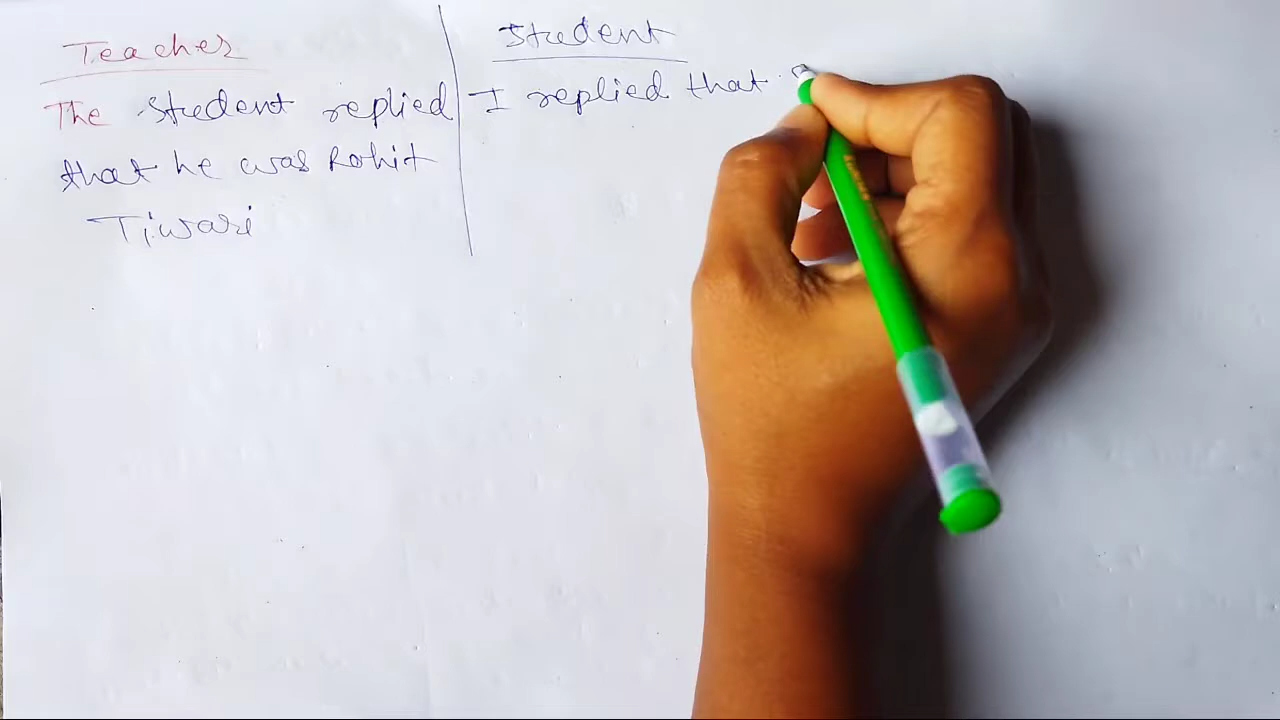 Teacher
The student replied
that he was Rohit
Tiwari
Student
I replied that